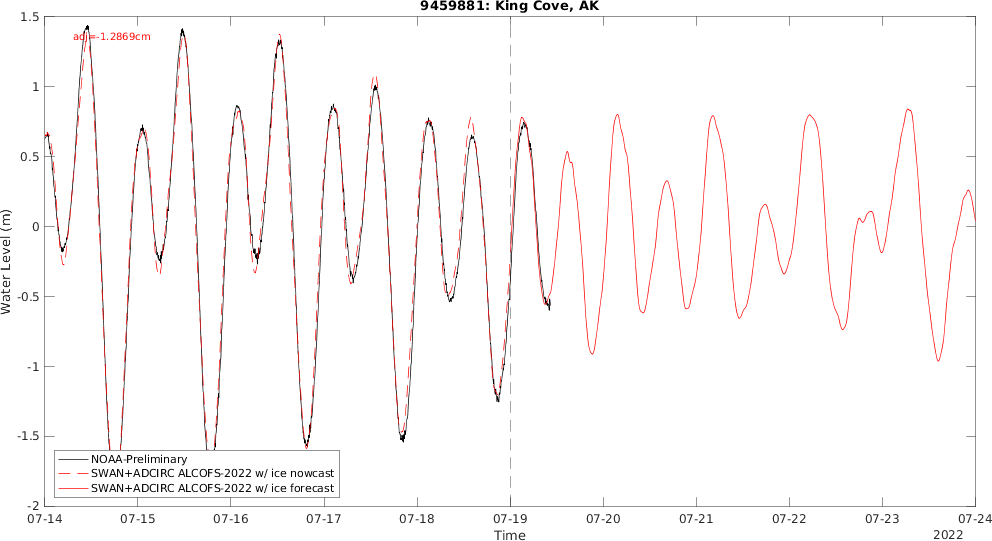 9459881: King Cove, AK
adj=-1.2869cm
1.5
1
0.5
0
-0.5
-1
-1.5
-2
Water Level (m)
NOAA-Preliminary
SWAN+ADCIRC ALCOFS-2022 w/ ice nowcast
SWAN+ADCIRC ALCOFS-2022 w/ ice forecast
07-14 07-15 07-16 07-17 07-18 07-19 07-20 07-21 07-22 07-23 07-24
Time
2022